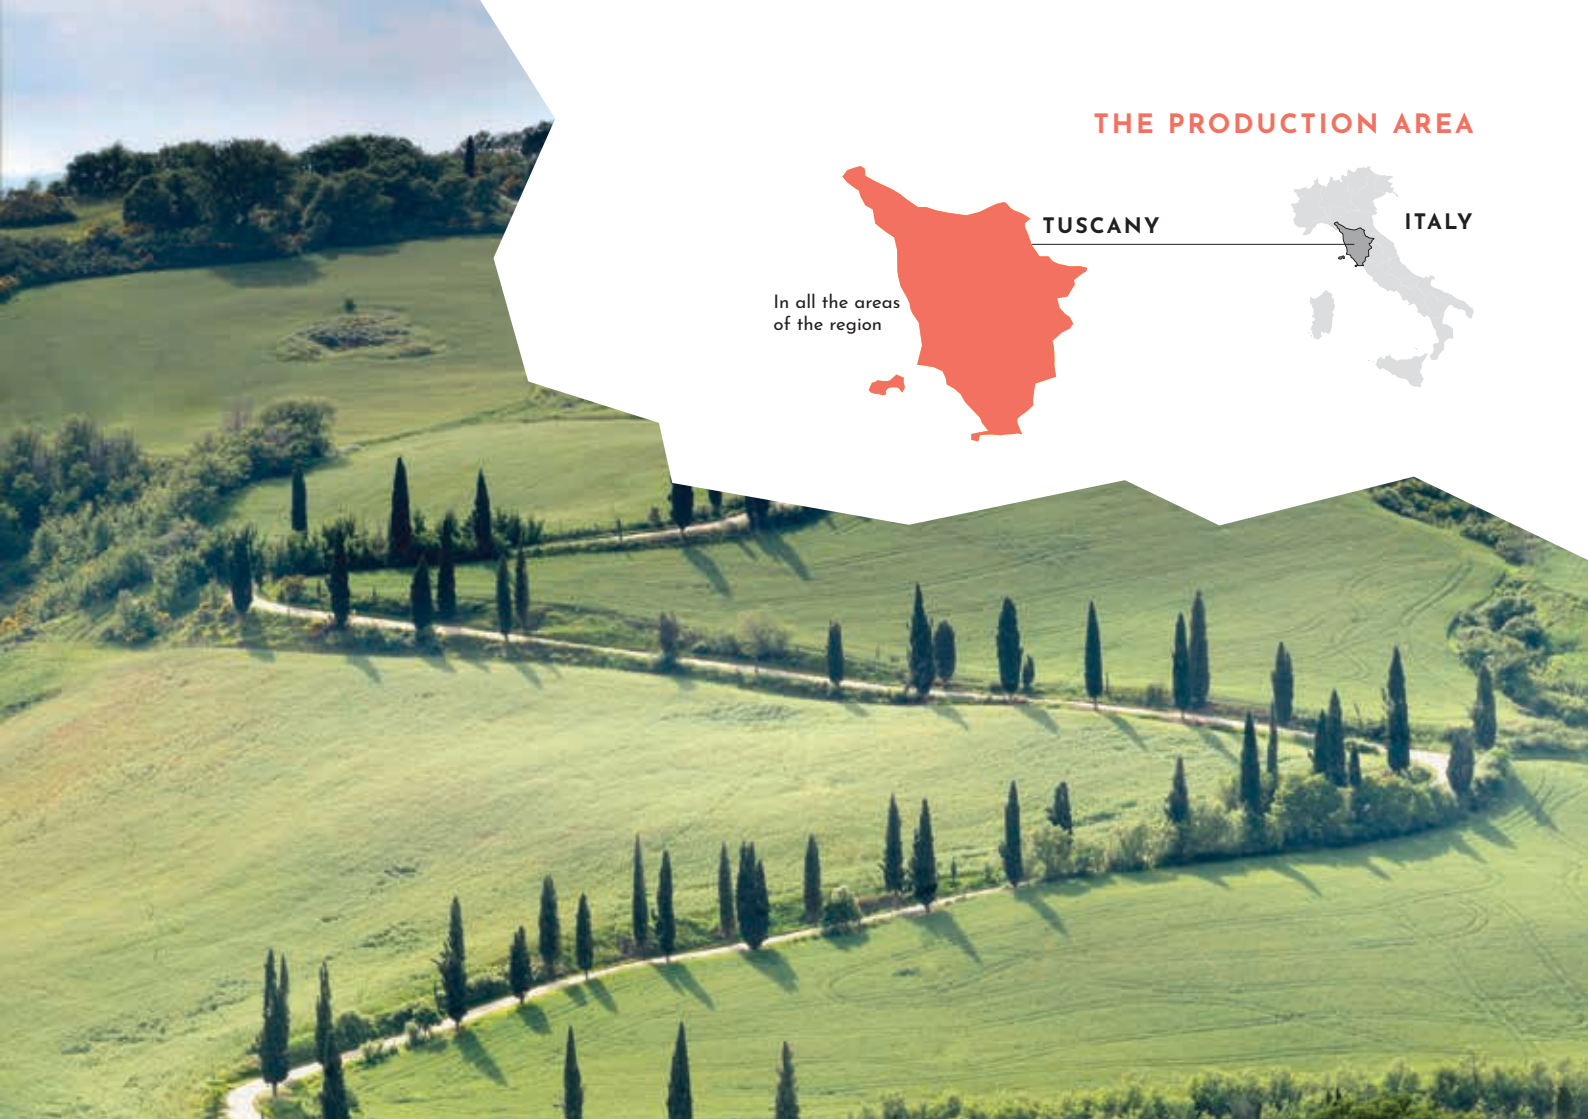 THE PRODUCTION AREA
TUSCANY
ITALY
In all the areas
of the region